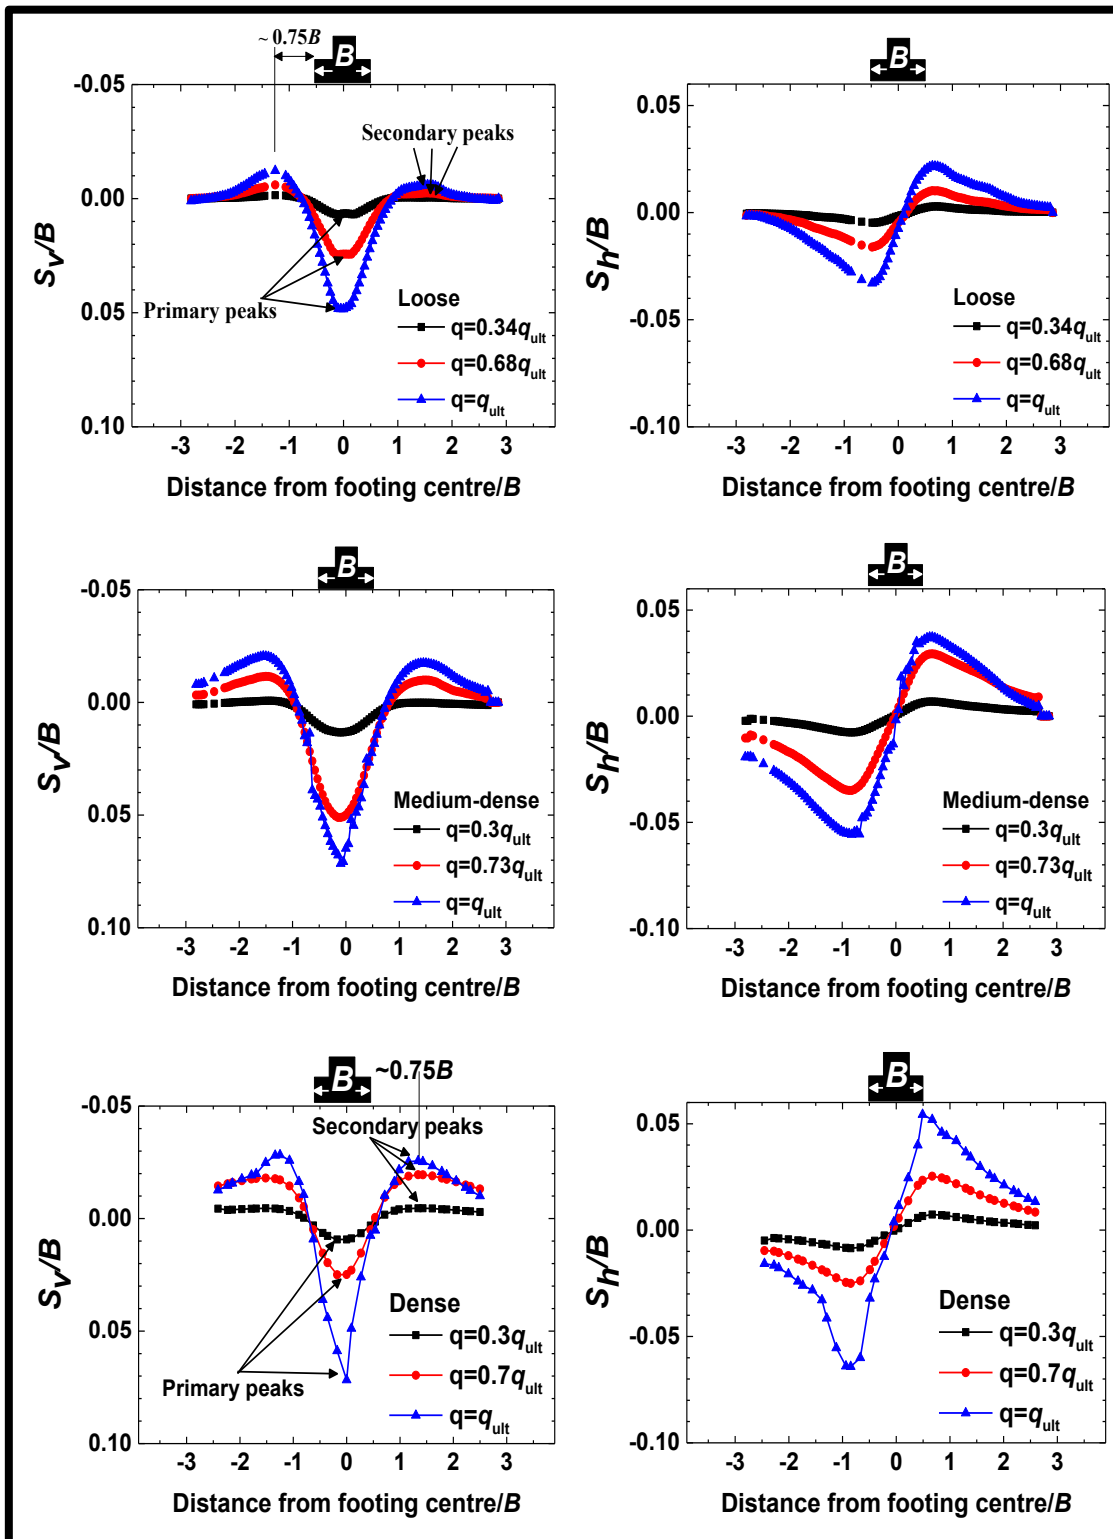 ~ 0.75B
B
-0.05
0.00
0.05
0.10
Sv/B
Secondary peaks
Primary peaks
Loose
q=0.34qult
q=0.68qult
q=qult
-3 -2 -1 0 1 2 3
Distance from footing centre/B
B
0.05
0.00
-0.05
-0.10
Sh/B
Loose
q=0.34qult
q=0.68qult
q=qult
-3 -2 -1 0 1 2 3
Distance from footing centre/B
B
-0.05
0.00
0.05
0.10
Sv/B
Medium-dense
q=0.3qult
q=0.73qult
q=qult
-3 -2 -1 0 1 2 3
Distance from footing centre/B
B
0.05
0.00
-0.05
-0.10
Sh/B
Medium-dense
q=0.3qult
q=0.73qult
q=qult
-3 -2 -1 0 1 2 3
Distance from footing centre/B
B
~0.75B
-0.05
0.00
0.05
0.10
Sv/B
Secondary peaks
Primary peaks
Dense
q=0.3qult
q=0.7qult
q=qult
-3 -2 -1 0 1 2 3
Distance from footing centre/B
B
0.05
0.00
-0.05
-0.10
Sh/B
Dense
q=0.3qult
q=0.7qult
q=qult
-3 -2 -1 0 1 2 3
Distance from footing centre/B